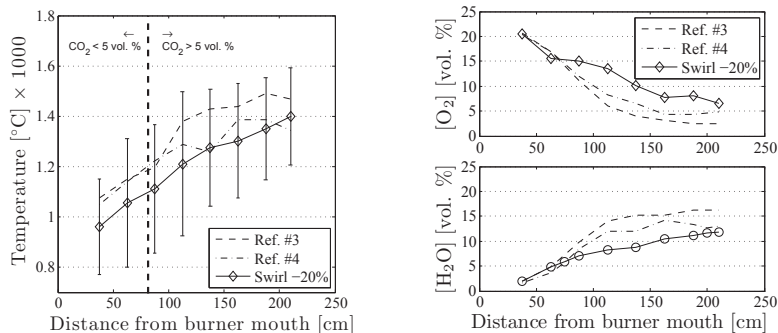 1.8
1.6
1.4
1.2
1
0.8
Temperature [°C] × 1000
← →
CO₂ < 5 vol. % CO₂ > 5 vol. %
Ref. #3
Ref. #4
Swirl −20%
0 50 100 150 200 250
Distance from burner mouth [cm]
25
20
15
10
5
0
[O₂] [vol. %]
Ref. #3
Ref. #4
Swirl −20%
0 50 100 150 200 250
25
20
15
10
5
0
[H₂O] [vol. %]
0 50 100 150 200 250
Distance from burner mouth [cm]